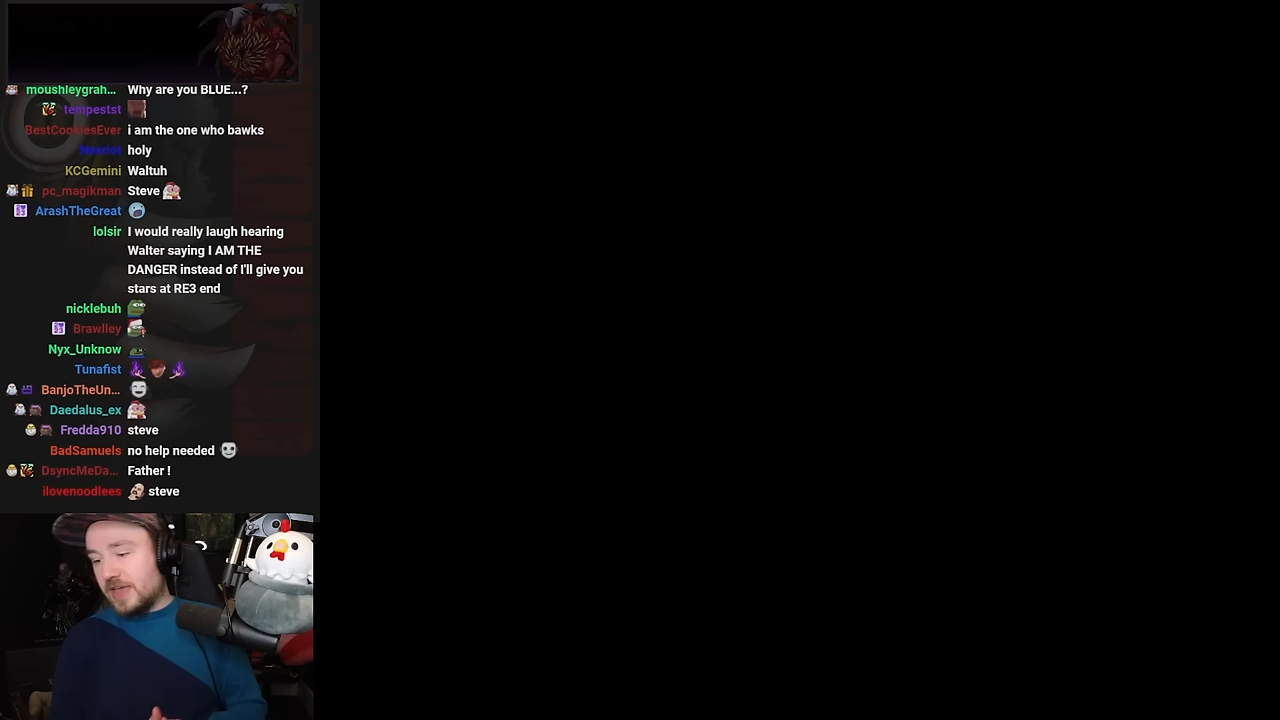 moushleygrah... Why are you BLUE...?
tempestst
BestCookiesEver i am the one who bawks
holy
KCGemini Waltuh
pc_magikman Steve
ArashTheGreat
lolsir I would really laugh hearing
Walter saying I AM THE
DANGER instead of I'll give you
stars at RE3 end
nicklebuh
Brawlley
Nyx_Unknow
Tunafist
BanjoTheUn...
Daedalus_ex
Fredda910 steve
BadSamuels no help needed
DsyncMeDa... Father !
ilovenoodlees steve